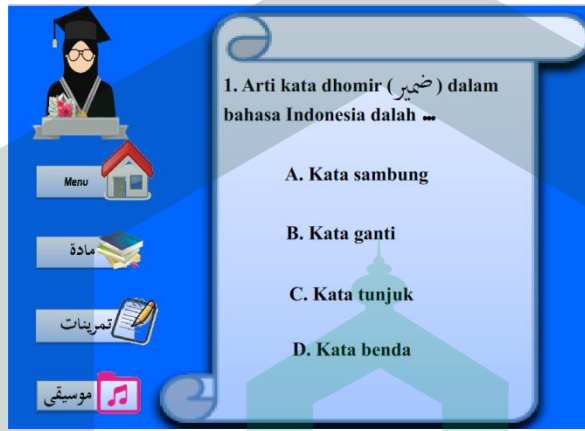 1. Arti kata dhomir (ضمير) dalam
bahasa Indonesia dalah ...
A. Kata sambung
B. Kata ganti
C. Kata tunjuk
D. Kata benda
Menu
مادة
تمرينات
موسيقى